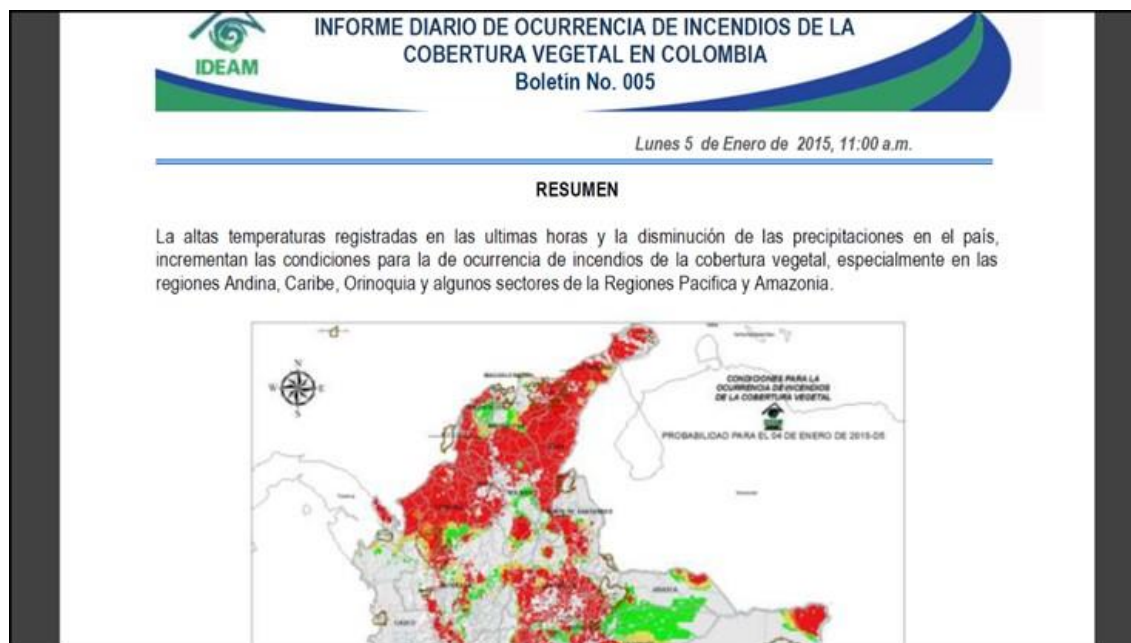 IDEAM
INFORME DIARIO DE OCURRENCIA DE INCENDIOS DE LA
COBERTURA VEGETAL EN COLOMBIA
Boletín No. 005
Lunes 5 de Enero de 2015, 11:00 a.m.
RESUMEN
La altas temperaturas registradas en las ultimas horas y la disminución de las precipitaciones en el país,
incrementan las condiciones para la de ocurrencia de incendios de la cobertura vegetal, especialmente en las
regiones Andina, Caribe, Orinoquia y algunos sectores de la Regiones Pacifica y Amazonia.
N
W E
S
CONDICIONES PARA LA
OCURRENCIA DE INCENDIOS
DE LA COBERTURA VEGETAL
PROBABILIDAD PARA EL 04 DE ENERO DE 2015-D5
ARAUCA